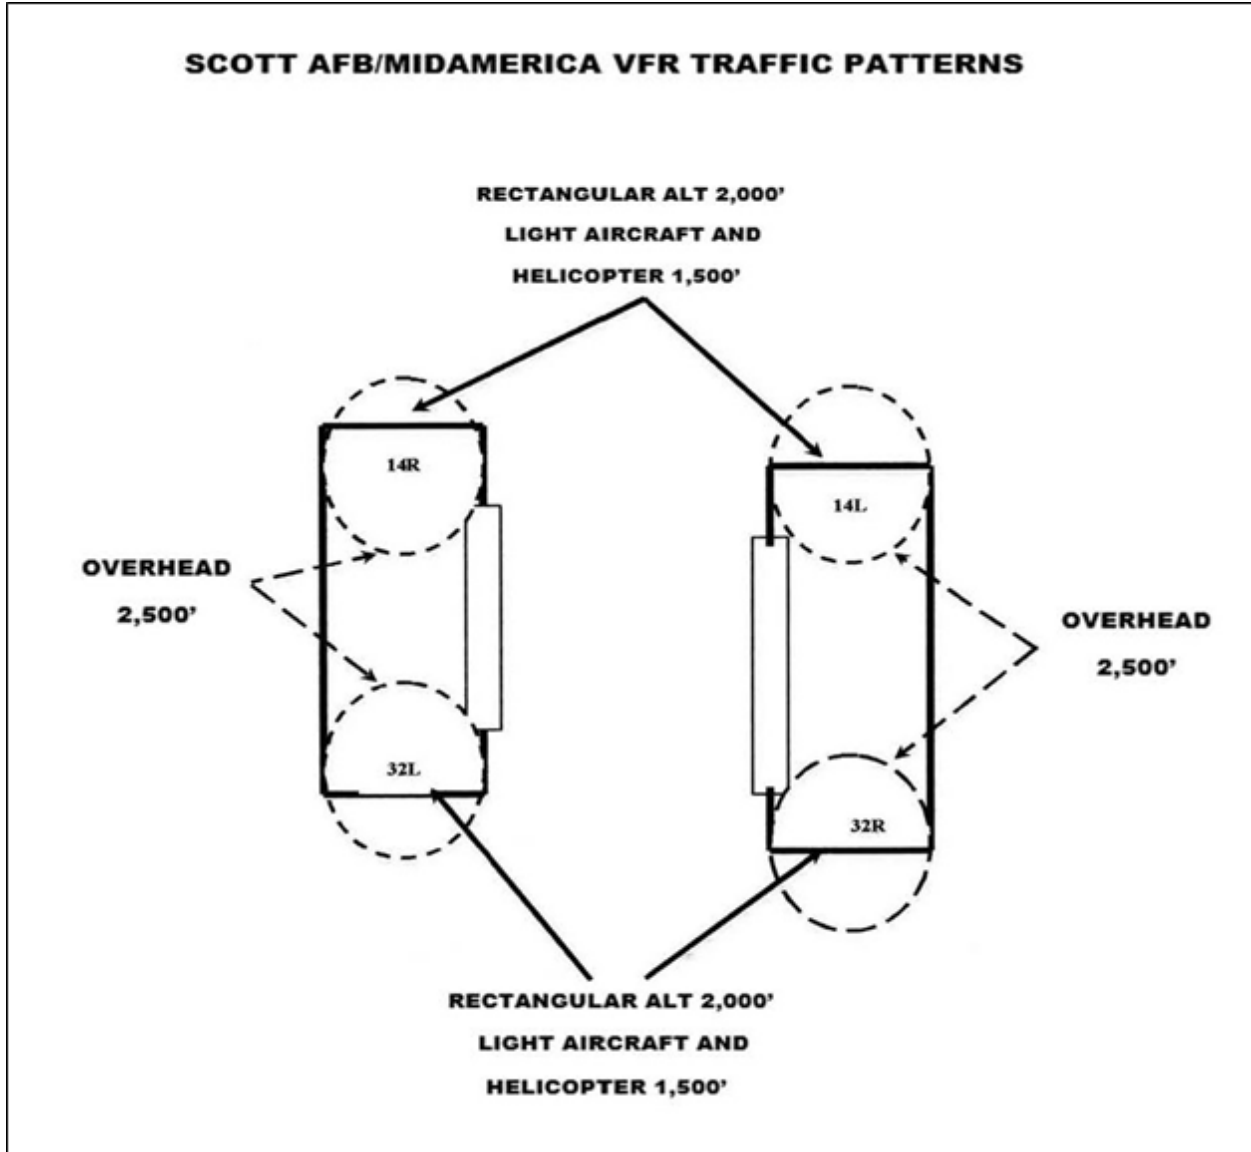 SCOTT AFB/MIDAMERICA VFR TRAFFIC PATTERNS
RECTANGULAR ALT 2,000’
LIGHT AIRCRAFT AND
HELICOPTER 1,500’
14R
14L
OVERHEAD
2,500’
OVERHEAD
2,500’
32L
32R
RECTANGULAR ALT 2,000’
LIGHT AIRCRAFT AND
HELICOPTER 1,500’